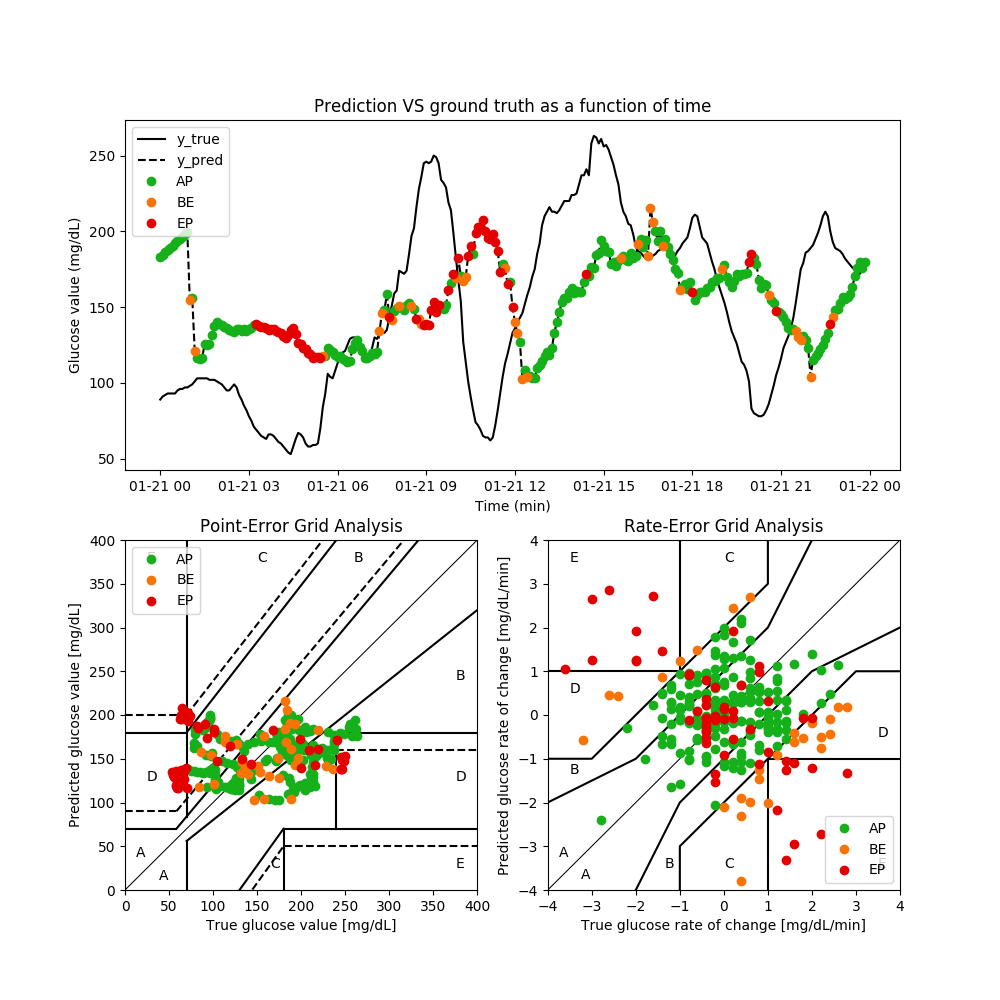 Prediction VS ground truth as a function of time
Glucose value (mg/dL)
250
200
150
100
50
y_true
y_pred
AP
BE
EP
01-21 00 01-21 03 01-21 06 01-21 09 01-21 12 01-21 15 01-21 18 01-21 21 01-22 00
Time (min)
Point-Error Grid Analysis
Predicted glucose value [mg/dL]
400
350
300
250
200
150
100
50
0
AP
BE
EP
C B
B
D D
A
A
C E
0 50 100 150 200 250 300 350 400
True glucose value [mg/dL]
Rate-Error Grid Analysis
Predicted glucose rate of change [mg/dL/min]
4
3
2
1
0
−1
−2
−3
−4
E C
D
D
B
A
A
B C
AP
BE
EP
−4 −3 −2 −1 0 1 2 3 4
True glucose rate of change [mg/dL/min]